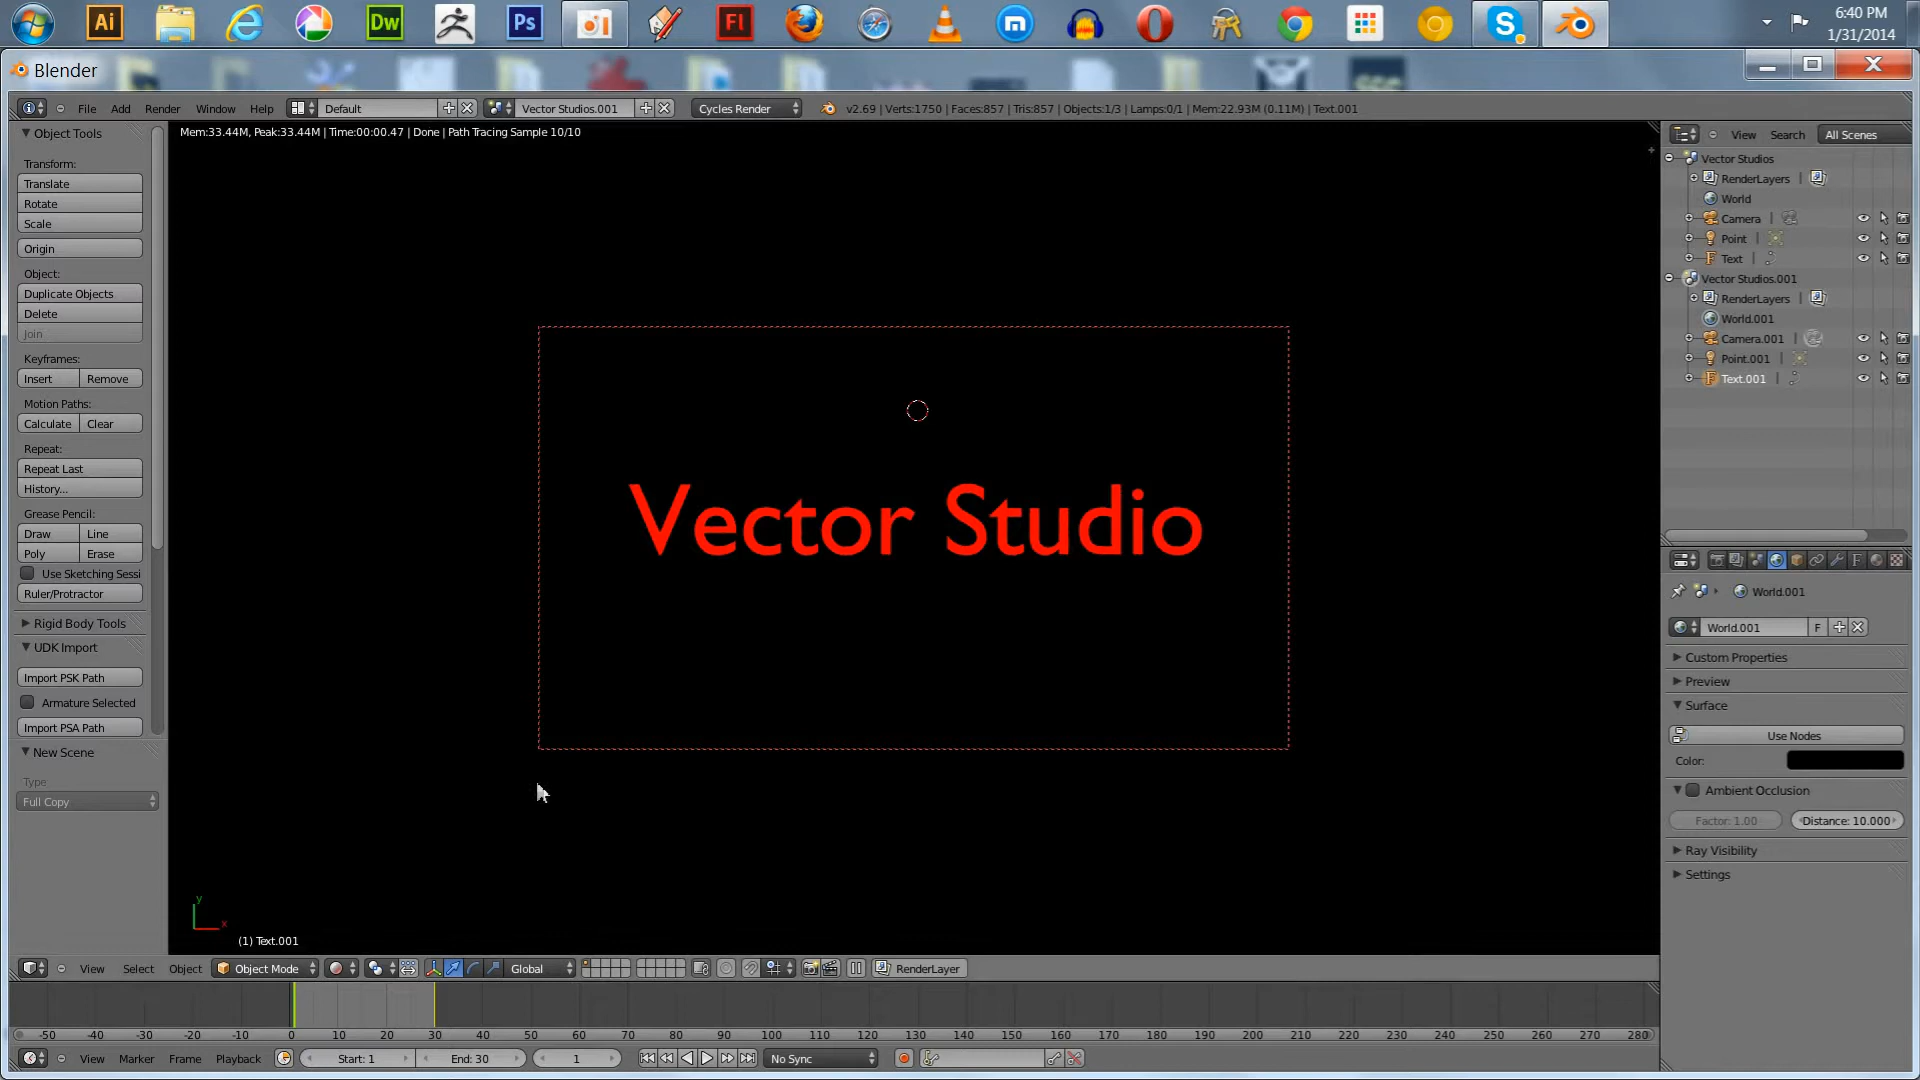 Ai
Dw
Ps
Fl
6:40 PM
1/31/2014
Blender
File Add Render Window Help Default Vector Studios.001 Cycles Render v2.69 | Verts:1750 | Faces:857 | Tris:857 | Objects:1/3 | Lamps:0/1 | Mem:22.93M (0.11M) | Text.001
Mem:33.44M, Peak:33.44M | Time:00:00.47 | Done | Path Tracing Sample 10/10
Object Tools
Transform:
Translate
Rotate
Scale
Origin
Object:
Duplicate Objects
Delete
Join
Keyframes:
Insert Remove
Motion Paths:
Calculate Clear
Repeat:
Repeat Last
History...
Grease Pencil:
Draw Line
Poly Erase
Use Sketching Sessi
Ruler/Protractor
Rigid Body Tools
UDK Import
Import PSK Path
Armature Selected
Import PSA Path
New Scene
Type
Full Copy
Vector Studio
y
x
(1) Text.001
View Search All Scenes
Vector Studios
RenderLayers |
World
Camera |
Point |
Text |
Vector Studios.001
RenderLayers |
World.001
Camera.001 |
Point.001 |
Text.001 |
World.001
World.001 F
Custom Properties
Preview
Surface
Use Nodes
Color:
Ambient Occlusion
Factor: 1.00 Distance: 10.000
Ray Visibility
Settings
View Select Object Object Mode Global RenderLayer
-50 -40 -30 -20 -10 0 10 20 30 40 50 60 70 80 90 100 110 120 130 140 150 160 170 180 190 200 210 220 230 240 250 260 270 280
View Marker Frame Playback Start: 1 End: 30 1 No Sync